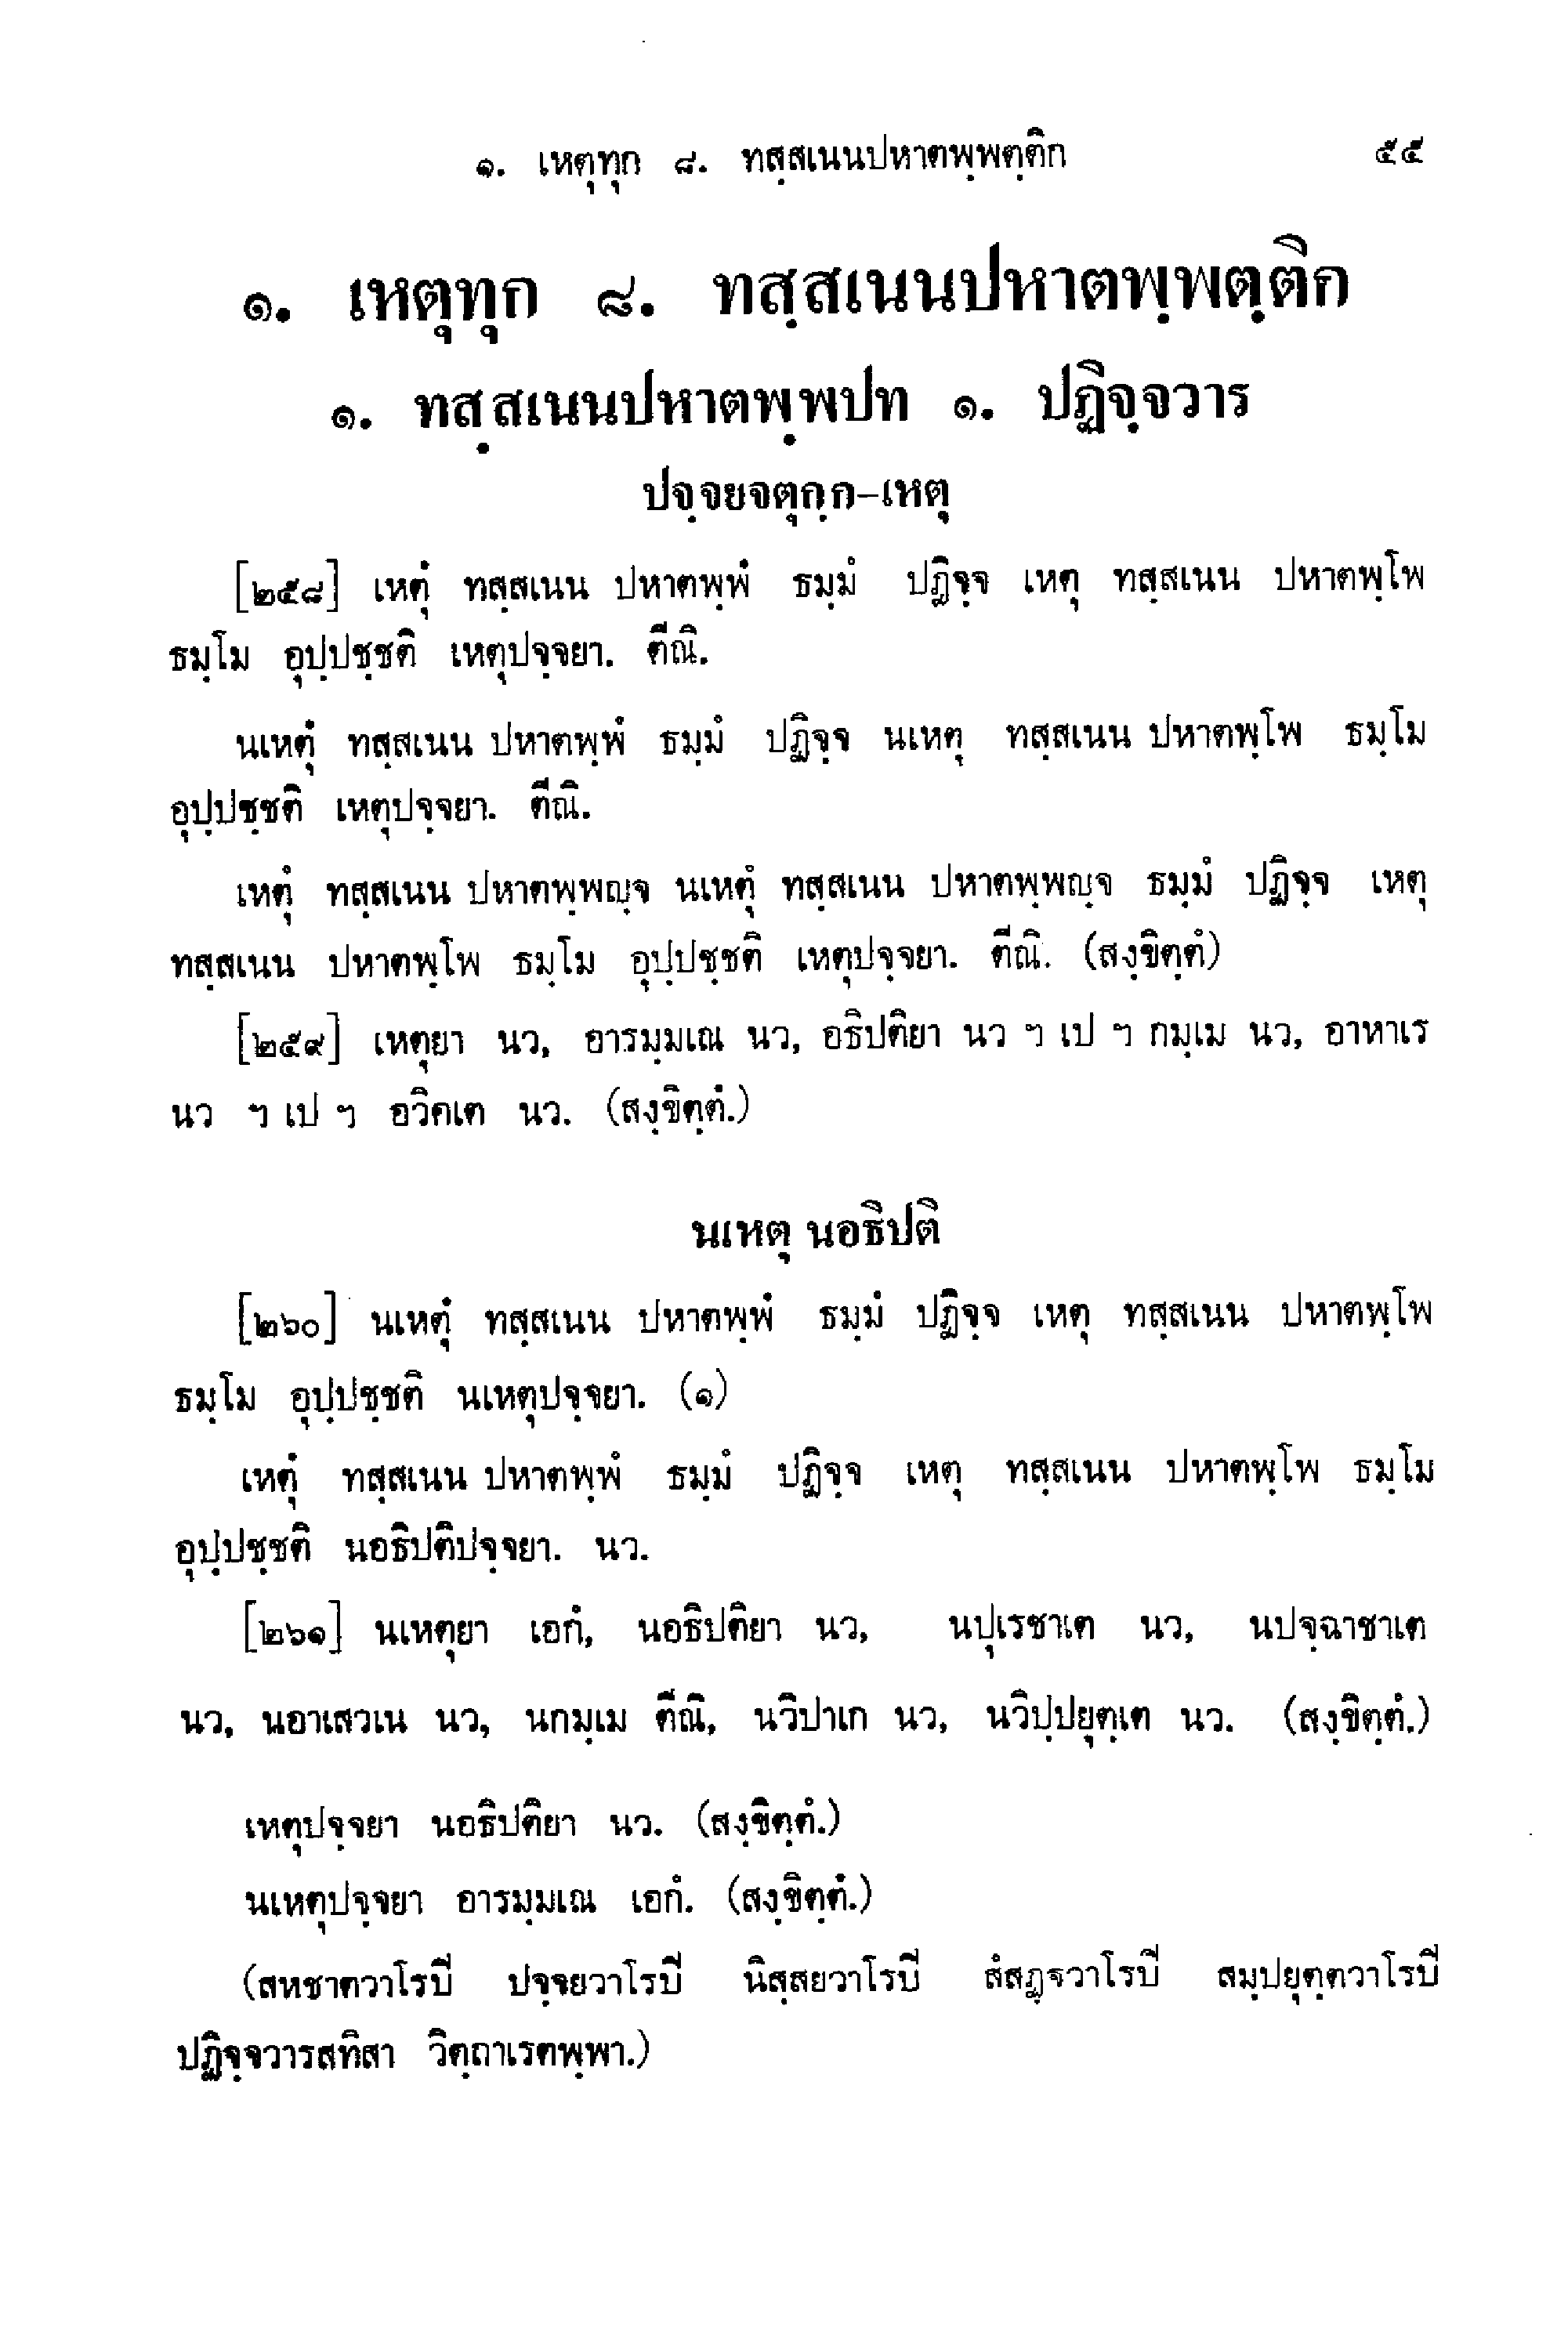 ๑. เหตุทุก ๘. ทสฺสเนนปหาตพฺพตฺติก ๕๕
๑. เหตุทุก ๘. ทสฺสเนนปหาตพฺพตฺติก
๑. ทสฺสเนนปหาตพฺพปท ๑. ปฏิจฺจวาร
ปจฺจยจตุกฺก-เหตุ
[๒๕๘] เหตุํ ทสฺสเนน ปหาตพฺพํ ธมฺมํ ปฏิจฺจ เหตุ ทสฺสเนน ปหาตพฺโพ
ธมฺโม อุปฺปชฺชติ เหตุปจฺจยา. ตีณิ.
นเหตุํ ทสฺสเนน ปหาตพฺพํ ธมฺมํ ปฏิจฺจ นเหตุ ทสฺสเนน ปหาตพฺโพ ธมฺโม
อุปฺปชฺชติ เหตุปจฺจยา. ตีณิ.
เหตุํ ทสฺสเนน ปหาตพฺพญฺจ นเหตุํ ทสฺสเนน ปหาตพฺพญฺจ ธมฺมํ ปฏิจฺจ เหตุ
ทสฺสเนน ปหาตพฺโพ ธมฺโม อุปฺปชฺชติ เหตุปจฺจยา. ตีณิ. (สงฺขิตฺตํ)
[๒๕๙] เหตุยา นว, อารมฺมเณ นว, อธิปติยา นว ฯ เป ฯ กมฺเม นว, อาหาเร
นว ฯ เป ฯ อวิคเต นว. (สงฺขิตฺตํ.)
นเหตุ นอธิปติ
[๒๖๐] นเหตุํ ทสฺสเนน ปหาตพฺพํ ธมฺมํ ปฏิจฺจ เหตุ ทสฺสเนน ปหาตพฺโพ
ธมฺโม อุปฺปชฺชติ นเหตุปจฺจยา. (๑)
เหตุํ ทสฺสเนน ปหาตพฺพํ ธมฺมํ ปฏิจฺจ เหตุ ทสฺสเนน ปหาตพฺโพ ธมฺโม
อุปฺปชฺชติ นอธิปติปจฺจยา. นว.
[๒๖๑] นเหตุยา เอกํ, นอธิปติยา นว, นปุเรชาเต นว, นปจฺฉาชาเต
นว, นอาเสวเน นว, นกมฺเม ตีณิ, นวิปาเก นว, นวิปฺปยุตฺเต นว. (สงฺขิตฺตํ.)
เหตุปจฺจยา นอธิปติยา นว. (สงฺขิตฺตํ.)
นเหตุปจฺจยา อารมฺมเณ เอกํ. (สงฺขิตฺตํ.)
(สหชาตวาโรปิ ปจฺจยวาโรปิ นิสฺสยวาโรปิ สํสฏฺฐวาโรปิ สมฺปยุตฺตวาโรปิ
ปฏิจฺจวารสทิสา วิตฺถาเรตพฺพา.)